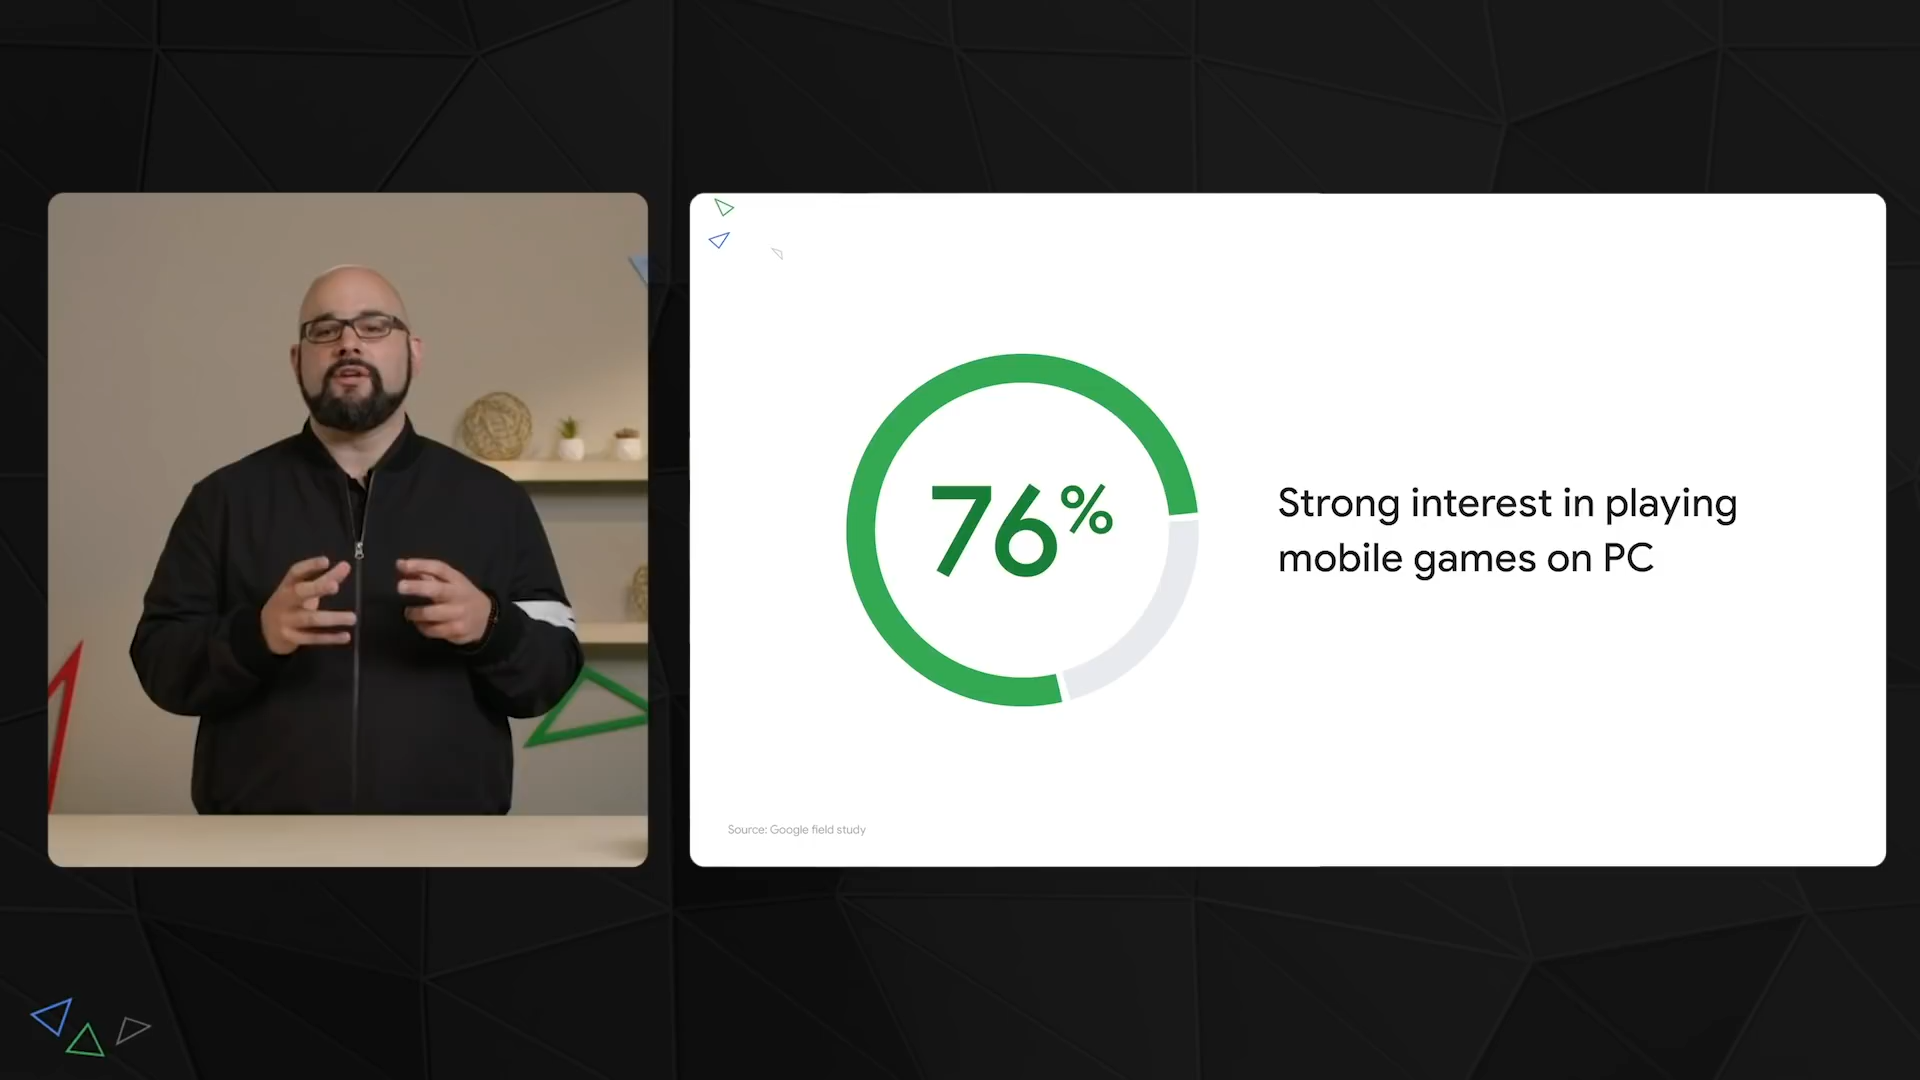 76%
Strong interest in playing
mobile games on PC
Source: Google field study